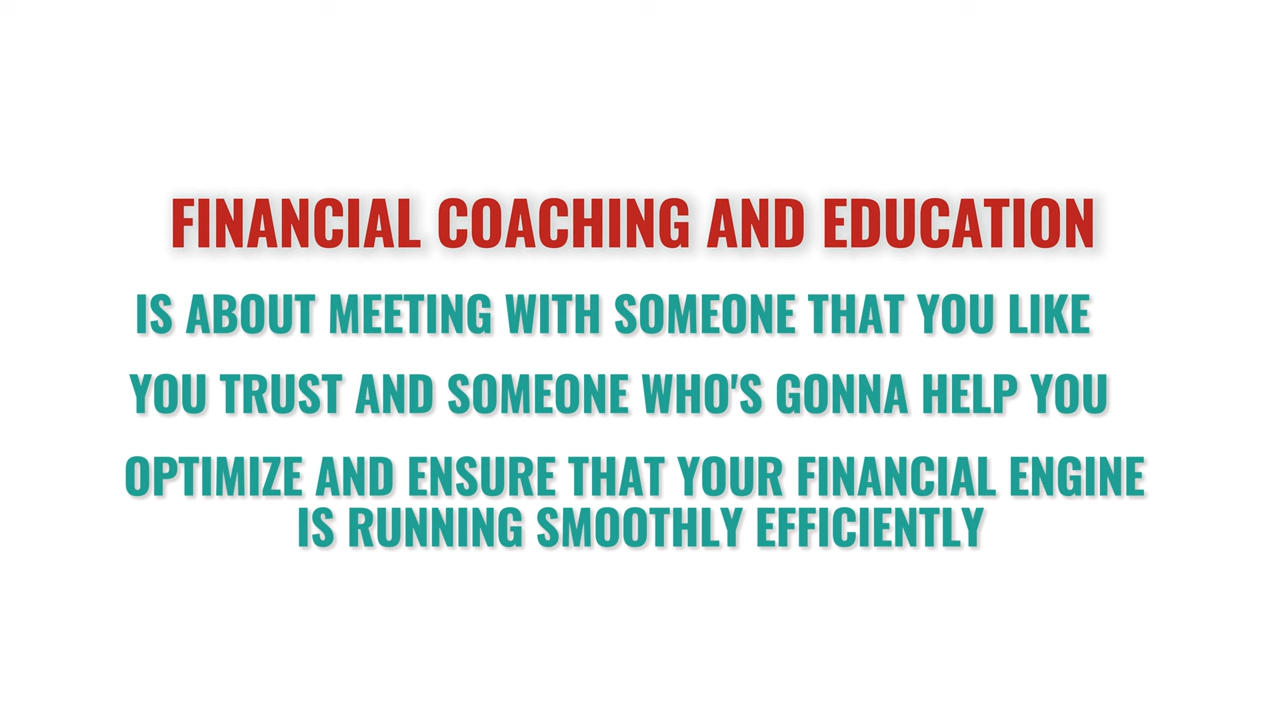 FINANCIAL COACHING AND EDUCATION
IS ABOUT MEETING WITH SOMEONE THAT YOU LIKE
YOU TRUST AND SOMEONE WHO'S GONNA HELP YOU
OPTIMIZE AND ENSURE THAT YOUR FINANCIAL ENGINE
IS RUNNING SMOOTHLY EFFICIENTLY